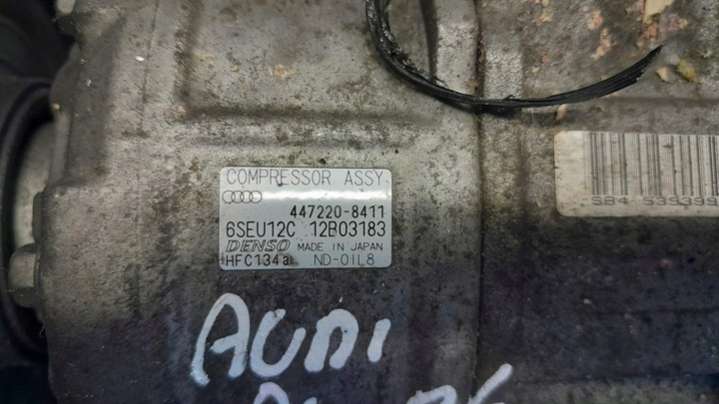 COMPRESSOR ASSY
447220-8411
6SEU12C 12B03183
DENSO MADE IN JAPAN
HFC134a ND-OIL8
AUDI